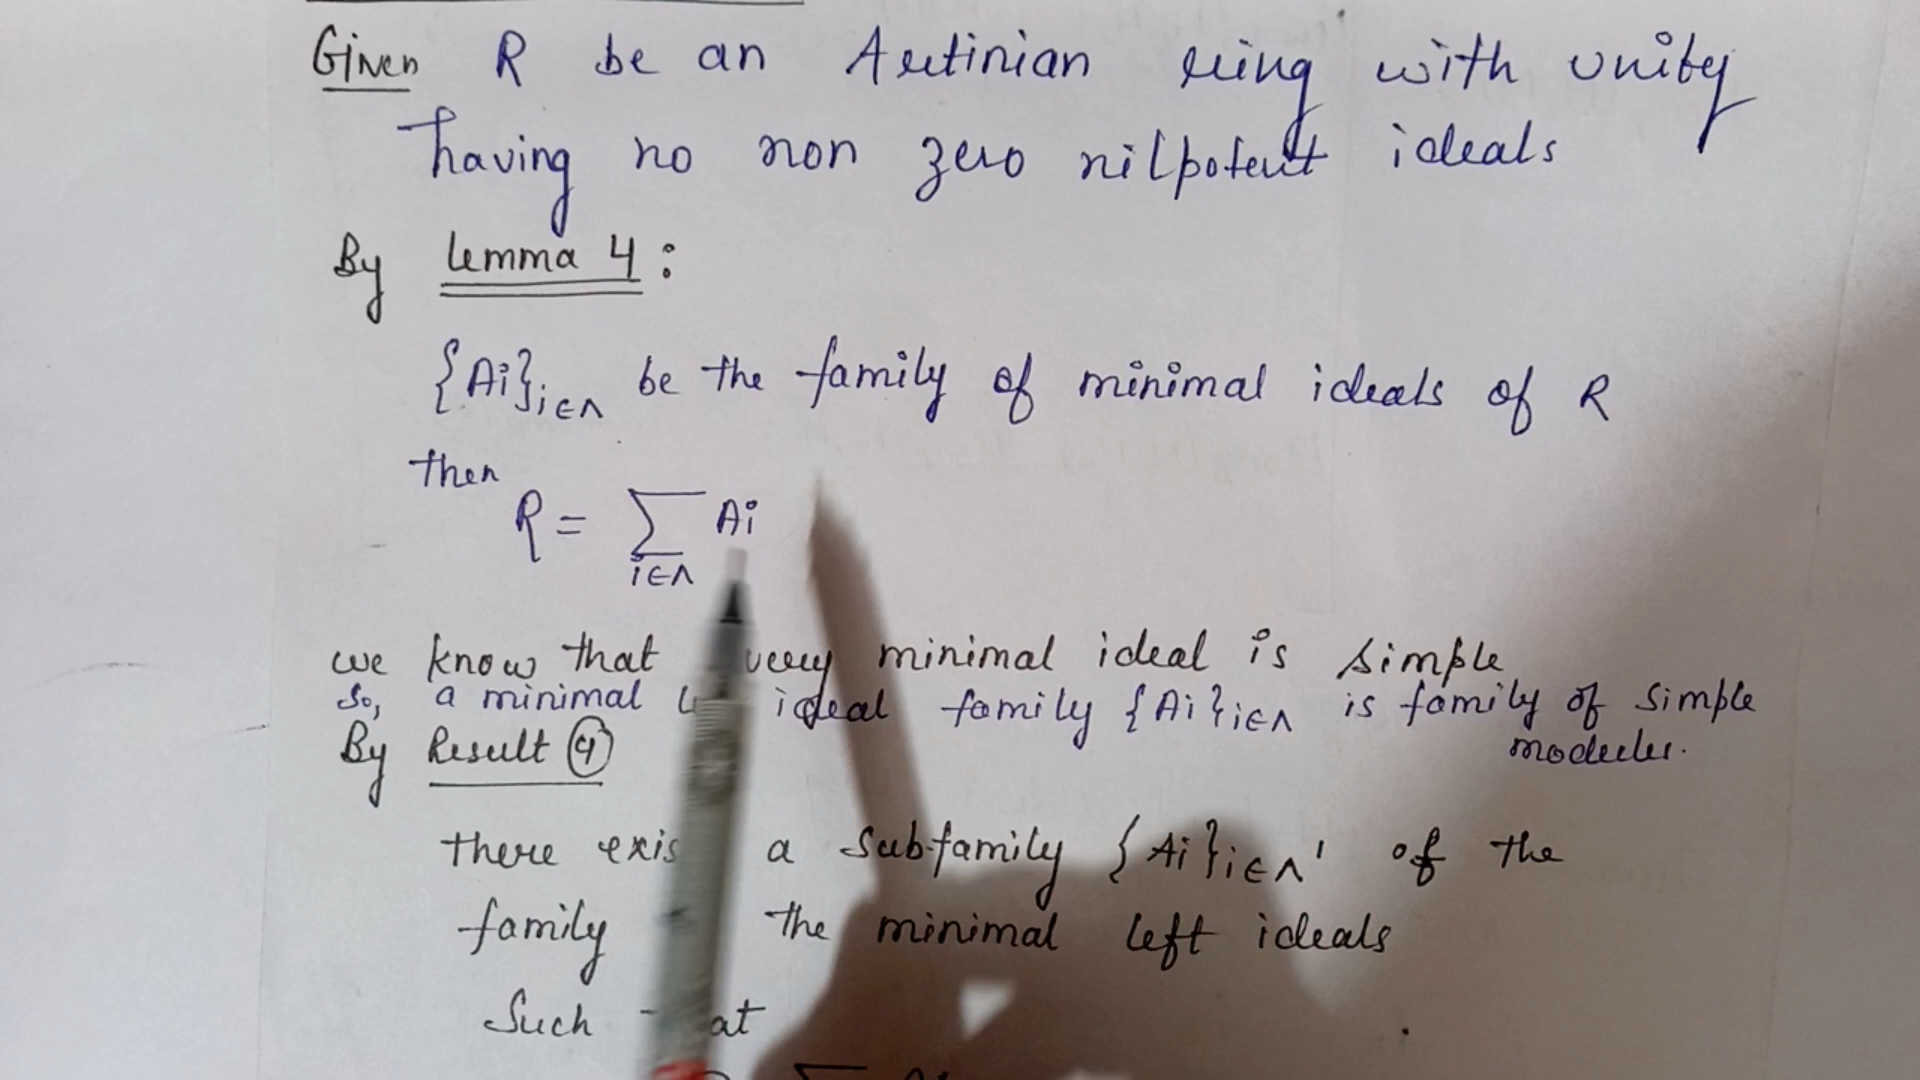 Given R be an Artinian ring with unity
having no non zero nilpotent ideals
By Lemma 4:
{Ai}i∈Λ be the family of minimal ideals of R
then
R = ∑ Ai
i∈Λ
we know that very minimal ideal is simple
so, a minimal ideal family {Ai}i∈Λ is family of simple
modules.
By Result ④
there exis a subfamily {Ai}i∈Λ' of the
family the minimal left ideals
Such at